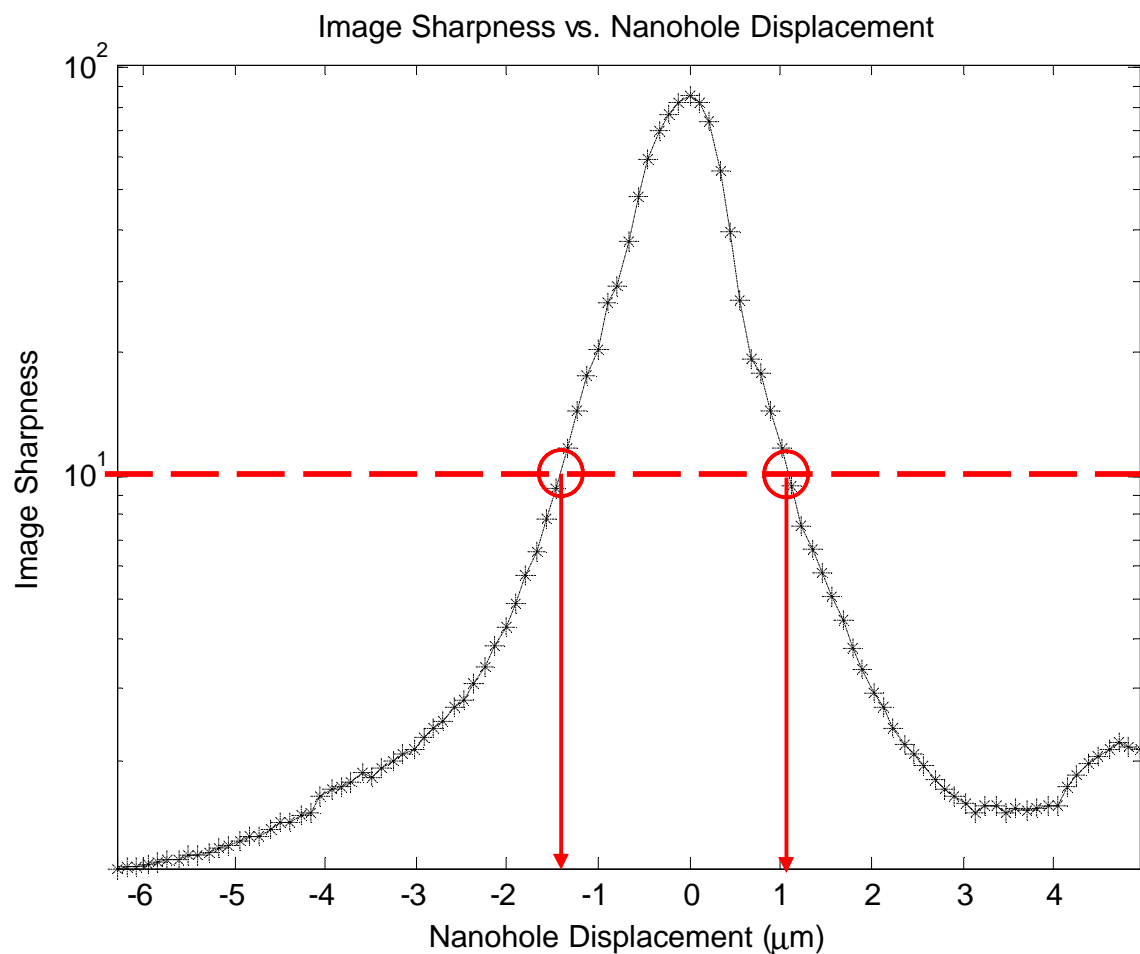 Image Sharpness vs. Nanohole Displacement
10^2
10^1
Image Sharpness
-6 -5 -4 -3 -2 -1 0 1 2 3 4
Nanohole Displacement (μm)